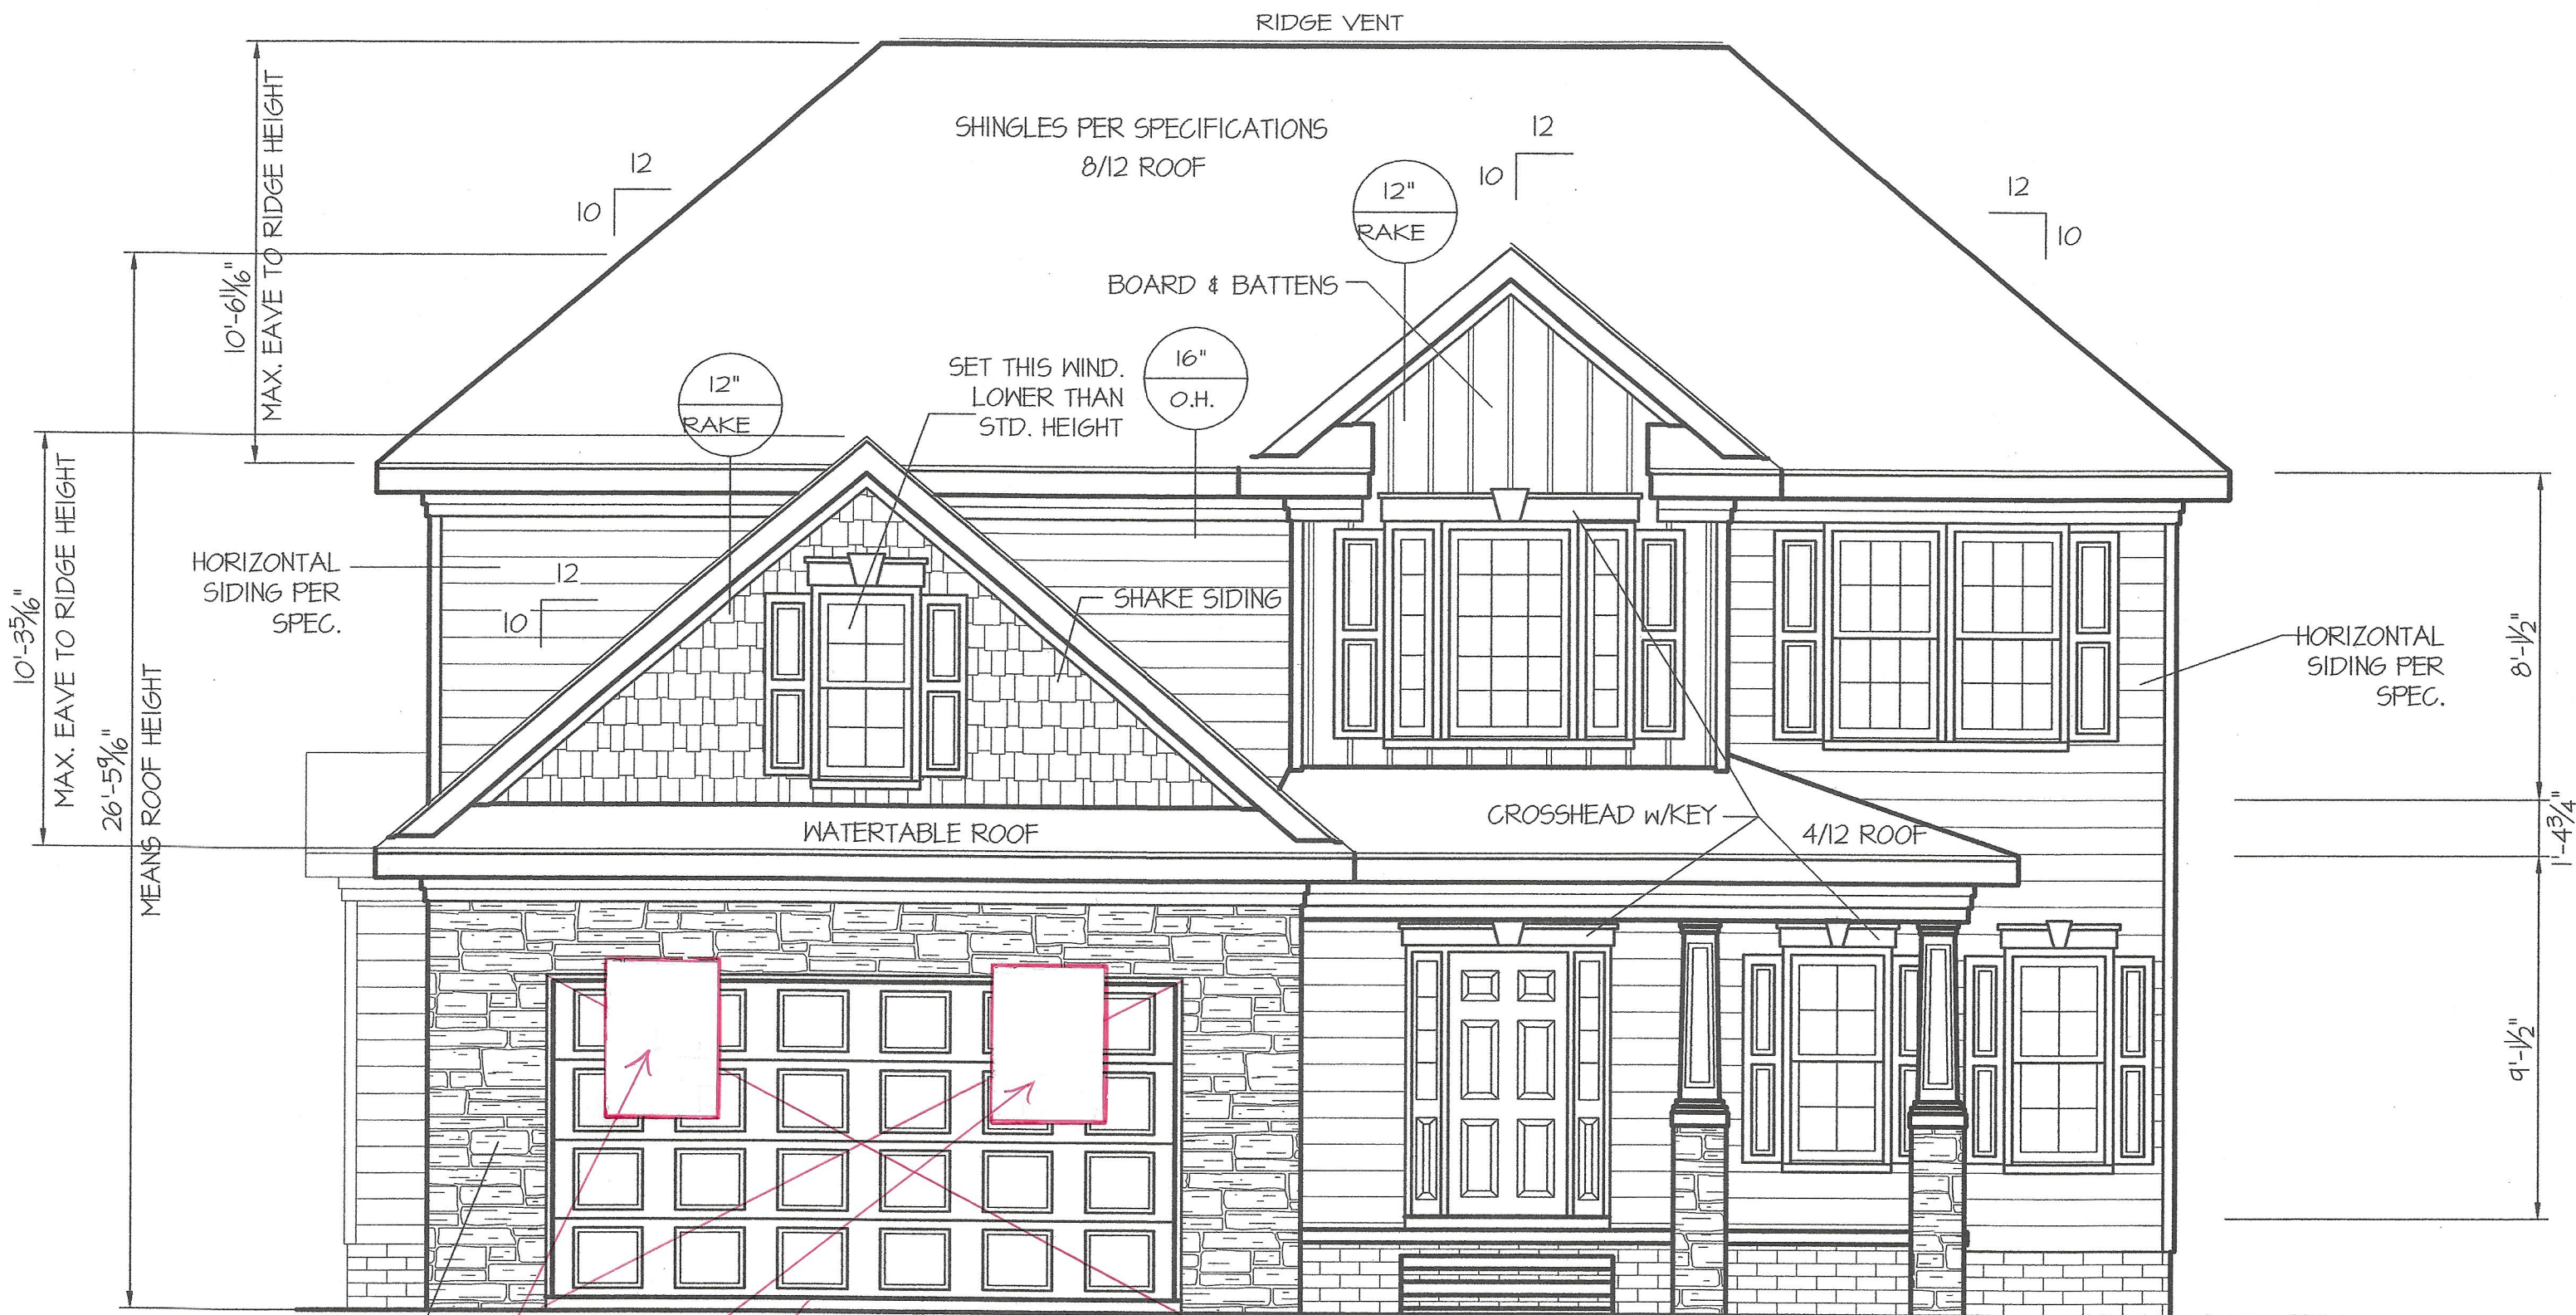 RIDGE VENT
SHINGLES PER SPECIFICATIONS
8/12 ROOF
12
10
12
10
12
10
12"
RAKE
BOARD & BATTENS
10'-6 11/16"
MAX. EAVE TO RIDGE HEIGHT
12"
RAKE
SET THIS WIND.
LOWER THAN
STD. HEIGHT
16"
O.H.
10'-3 5/16"
MAX. EAVE TO RIDGE HEIGHT
26'-5 9/16"
MEANS ROOF HEIGHT
HORIZONTAL
SIDING PER
SPEC.
12
10
SHAKE SIDING
HORIZONTAL
SIDING PER
SPEC.
8'-1 1/2"
WATERTABLE ROOF
CROSSHEAD W/KEY
4/12 ROOF
1'-4 3/4"
9'-1 1/2"